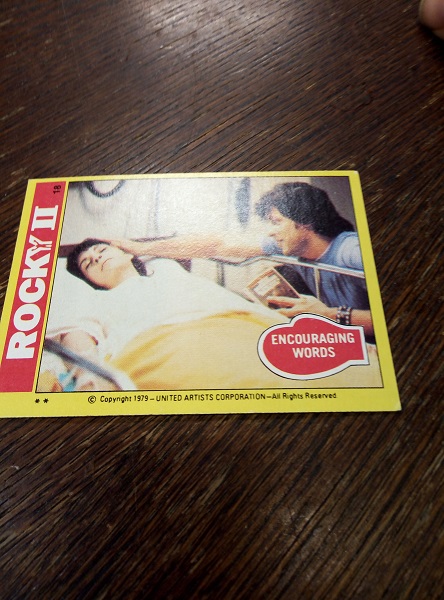 18
ROCKY II
ENCOURAGING
WORDS
** © Copyright 1979 — UNITED ARTISTS CORPORATION — All Rights Reserved